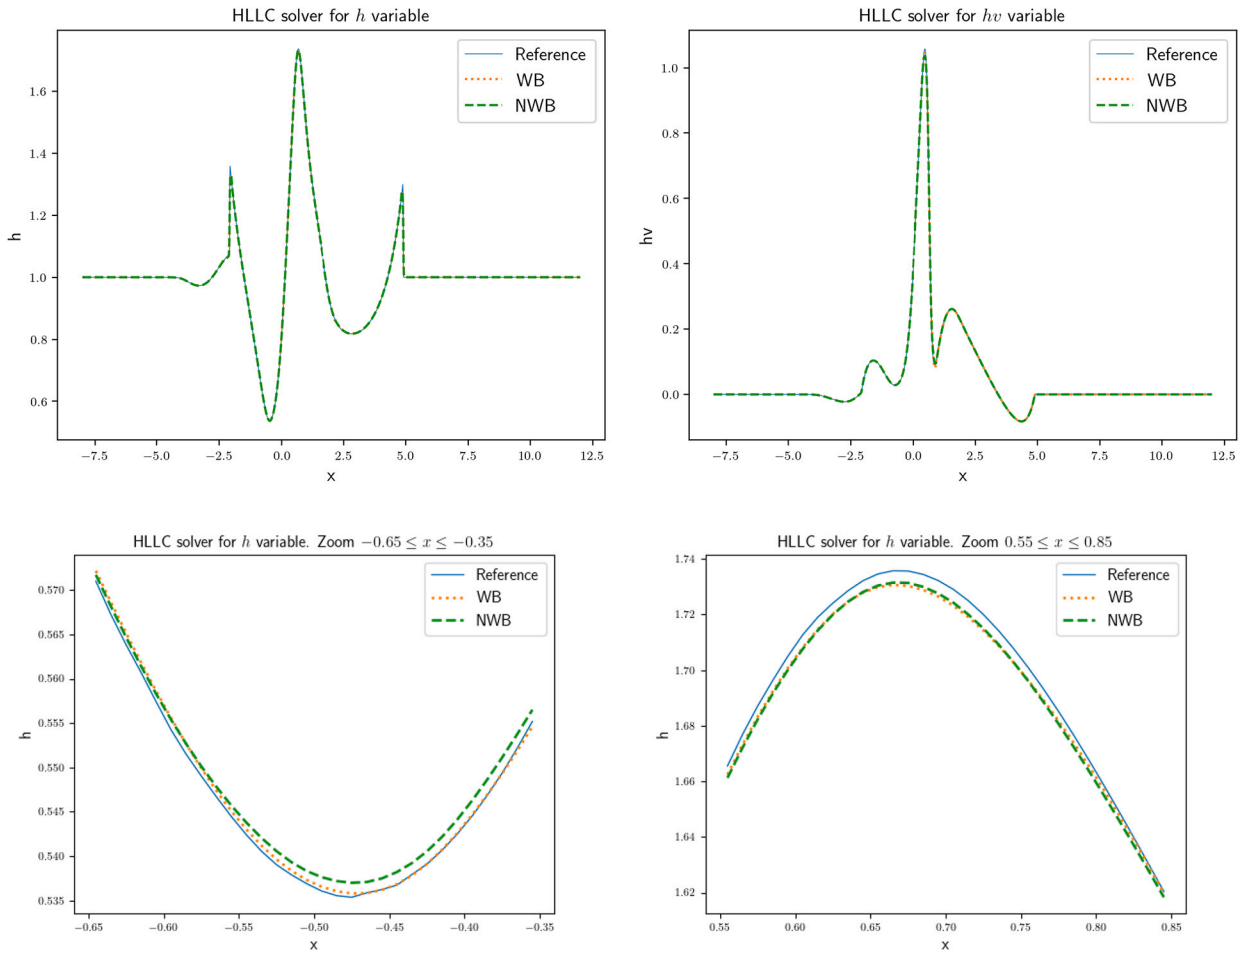 HLLC solver for h variable
Reference
WB
NWB
h
1.6
1.4
1.2
1.0
0.8
0.6
−7.5 −5.0 −2.5 0.0 2.5 5.0 7.5 10.0 12.5
x
HLLC solver for hv variable
Reference
WB
NWB
hv
1.0
0.8
0.6
0.4
0.2
0.0
−7.5 −5.0 −2.5 0.0 2.5 5.0 7.5 10.0 12.5
x
HLLC solver for h variable. Zoom −0.65 ≤ x ≤ −0.35
Reference
WB
NWB
h
0.570
0.565
0.560
0.555
0.550
0.545
0.540
0.535
−0.65 −0.60 −0.55 −0.50 −0.45 −0.40 −0.35
x
HLLC solver for h variable. Zoom 0.55 ≤ x ≤ 0.85
Reference
WB
NWB
h
1.74
1.72
1.70
1.68
1.66
1.64
1.62
0.55 0.60 0.65 0.70 0.75 0.80 0.85
x